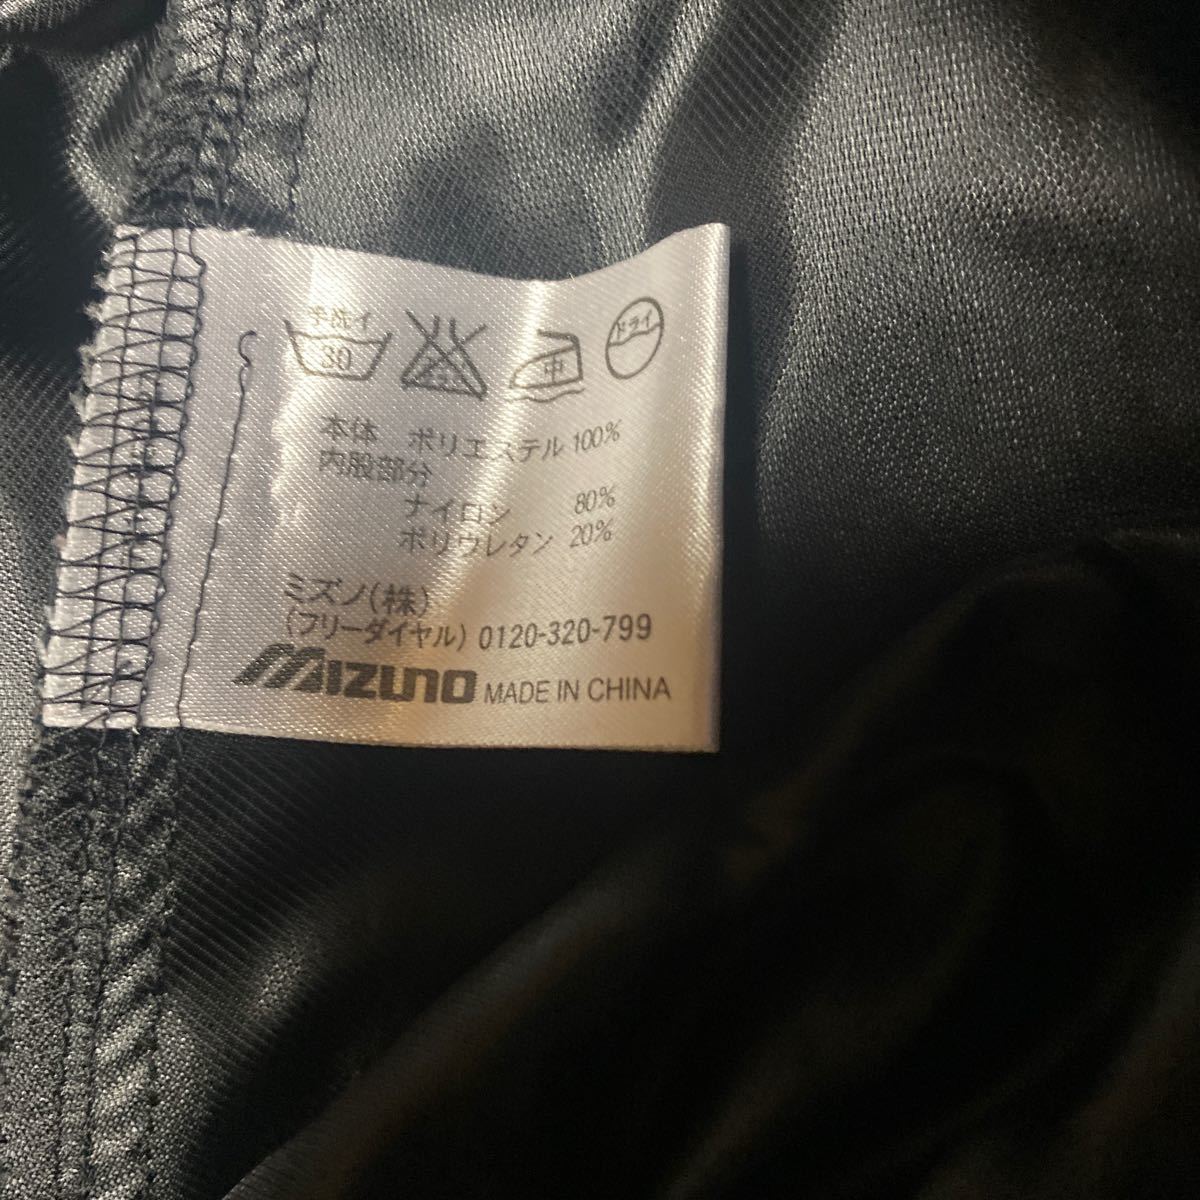 手洗イ
30
中
ドライ
本体 ポリエステル 100%
内股部分
ナイロン 80%
ポリウレタン 20%
ミズノ(株)
(フリーダイヤル) 0120-320-799
MIZUNO MADE IN CHINA